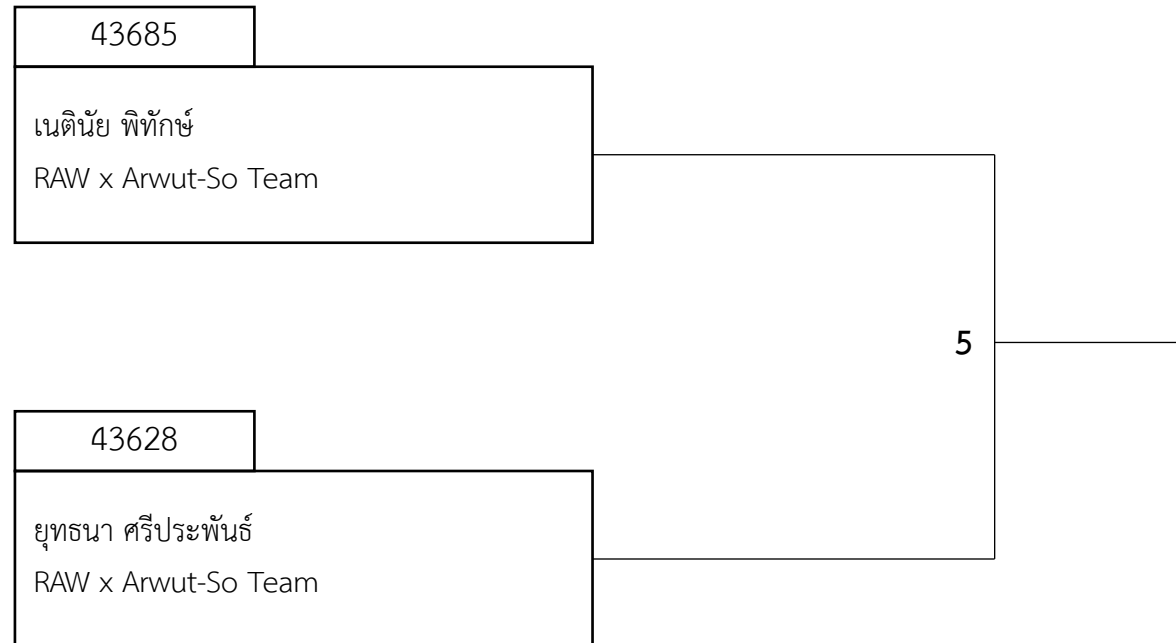 43685
เนตินัย พิทักษ์
RAW x Arwut-So Team
5
43628
ยุทธนา ศรีประพันธ์
RAW x Arwut-So Team